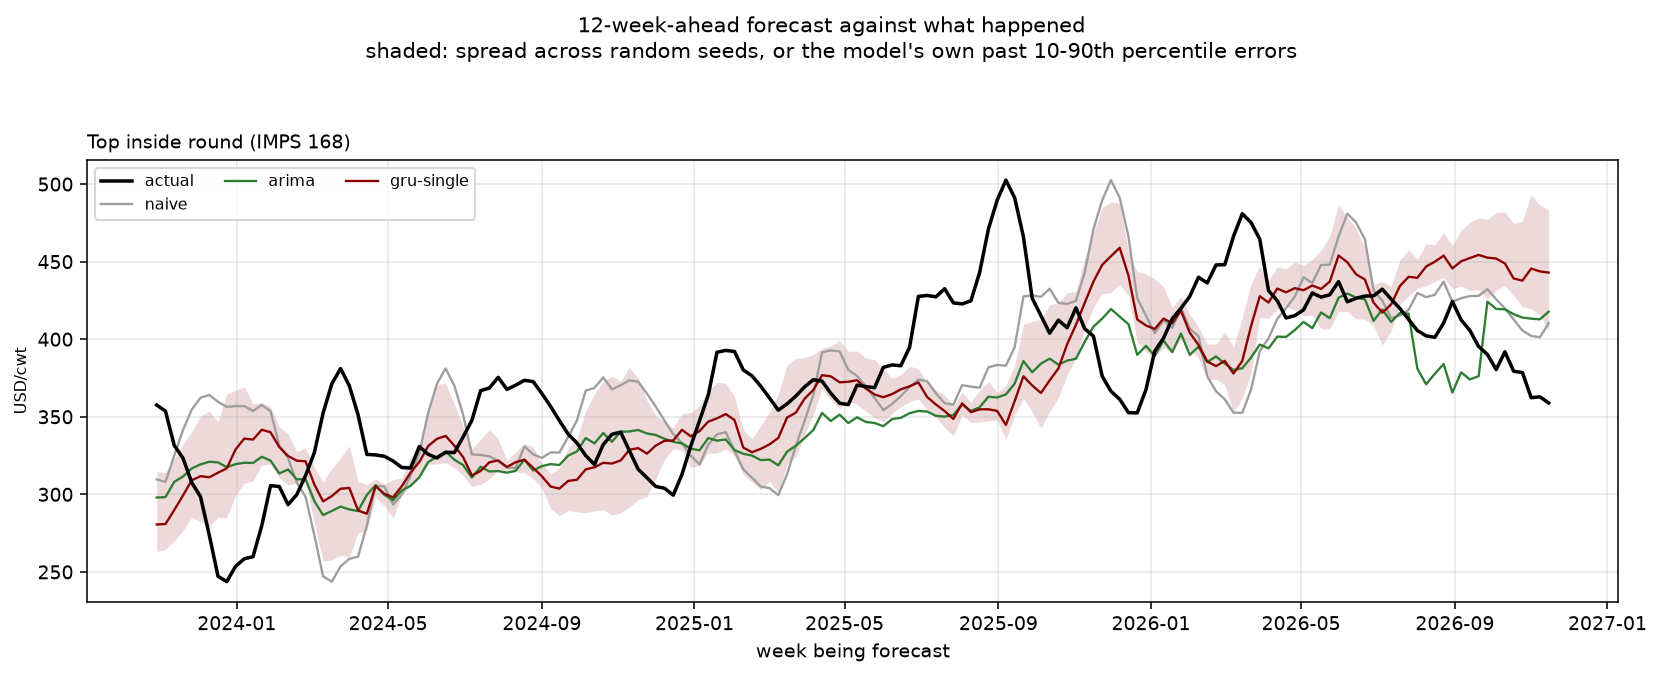 12-week-ahead forecast against what happened
shaded: spread across random seeds, or the model's own past 10-90th percentile errors
Top inside round (IMPS 168)
actual
arima
gru-single
naive
500
450
400
350
300
250
USD/cwt
2024-01
2024-05
2024-09
2025-01
2025-05
2025-09
2026-01
2026-05
2026-09
2027-01
week being forecast